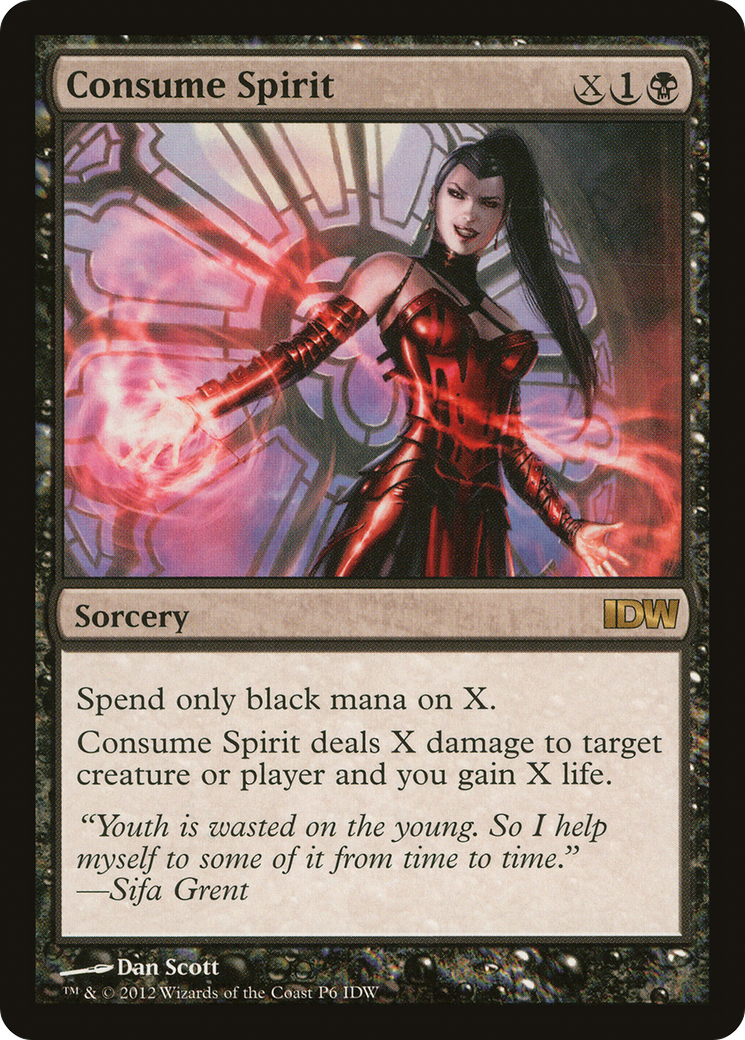 Consume Spirit X1
Sorcery IDW
Spend only black mana on X.
Consume Spirit deals X damage to target
creature or player and you gain X life.
“Youth is wasted on the young. So I help
myself to some of it from time to time.”
—Sifa Grent
Dan Scott
™ & © 2012 Wizards of the Coast P6 IDW